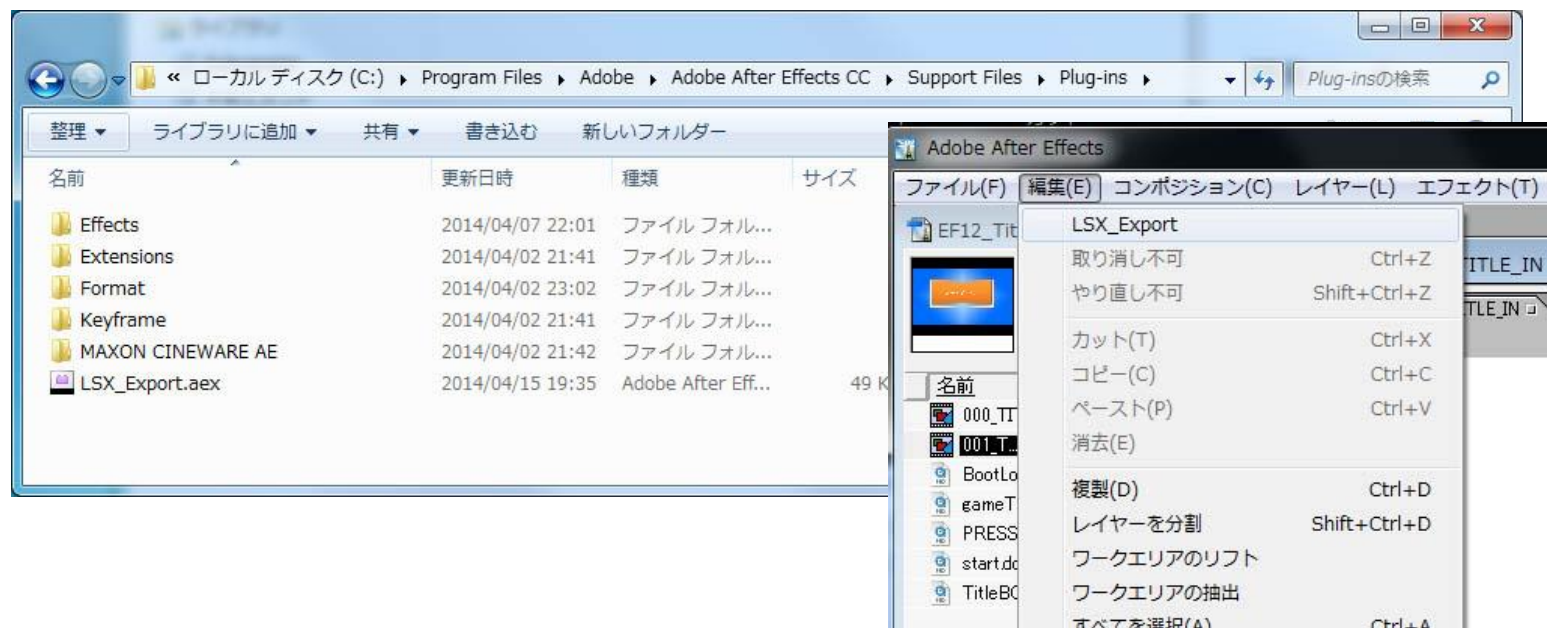 « ローカル ディスク (C:) ▸ Program Files ▸ Adobe ▸ Adobe After Effects CC ▸ Support Files ▸ Plug-ins ▸ Plug-insの検索
整理 ▾ ライブラリに追加 ▾ 共有 ▾ 書き込む 新しいフォルダー
名前 更新日時 種類 サイズ
Effects 2014/04/07 22:01 ファイル フォル...
Extensions 2014/04/02 21:41 ファイル フォル...
Format 2014/04/02 23:02 ファイル フォル...
Keyframe 2014/04/02 21:41 ファイル フォル...
MAXON CINEWARE AE 2014/04/02 21:42 ファイル フォル...
LSX_Export.aex 2014/04/15 19:35 Adobe After Eff... 49 K
Adobe After Effects
ファイル(F) 編集(E) コンポジション(C) レイヤー(L) エフェクト(T)
EF12_Tit
名前
000_TI
001_T...
BootLo
gameT
PRESS
start.do
TitleBO
LSX_Export
取り消し不可 Ctrl+Z
やり直し不可 Shift+Ctrl+Z
カット(T) Ctrl+X
コピー(C) Ctrl+C
ペースト(P) Ctrl+V
消去(E)
複製(D) Ctrl+D
レイヤーを分割 Shift+Ctrl+D
ワークエリアのリフト
ワークエリアの抽出
すべてを選択(A) Ctrl+A
TITLE_IN
TLE_IN